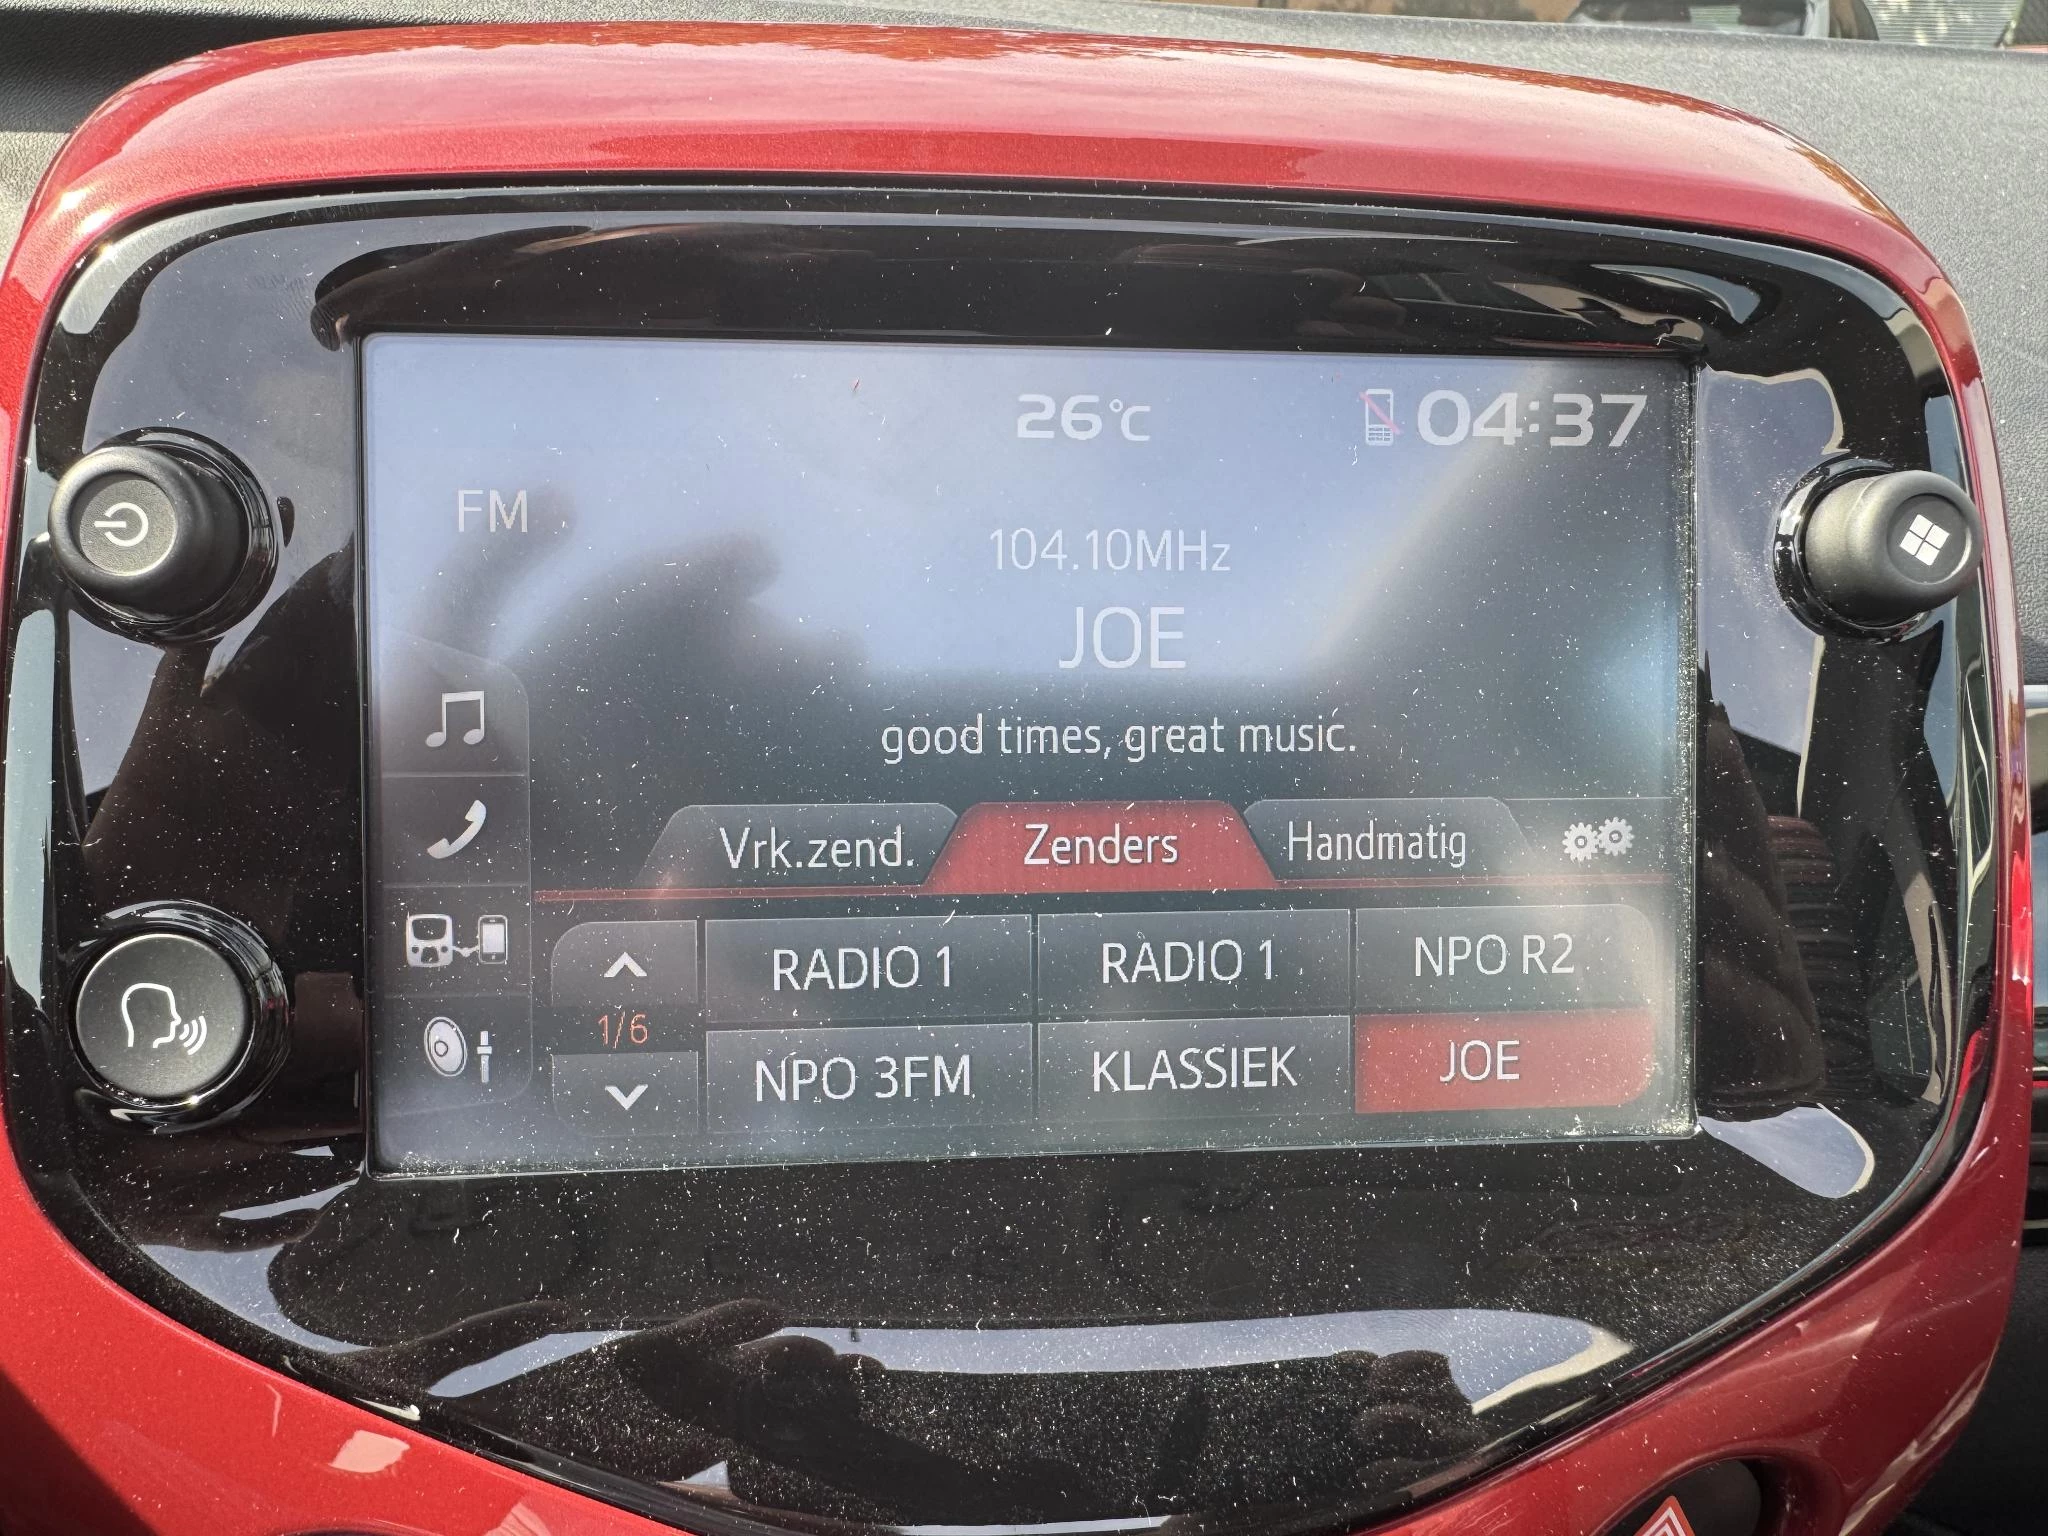 26°C 04:37
FM
104.10MHz
JOE
good times, great music.
Vrk.zend. Zenders Handmatig
RADIO 1 RADIO 1 NPO R2
1/6
NPO 3FM KLASSIEK JOE